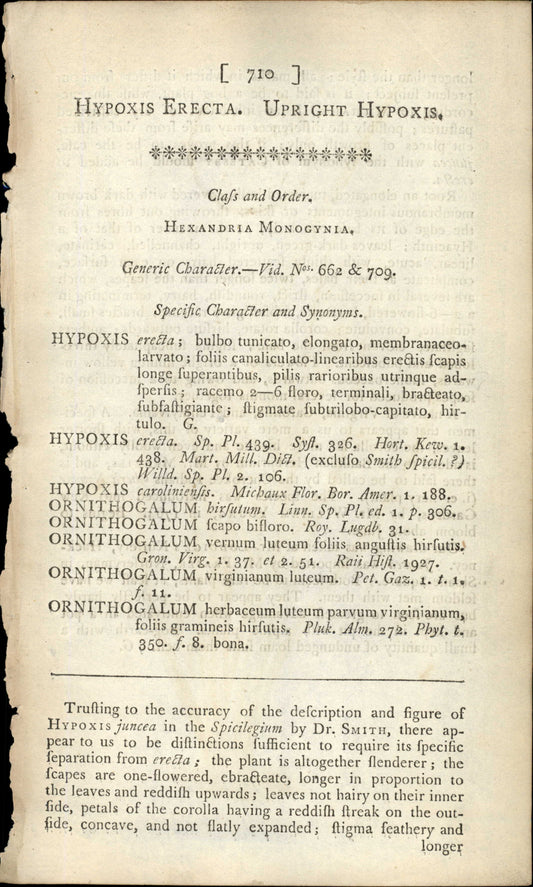 [ 710 ]
HYPOXIS ERECTA. UPRIGHT HYPOXIS.
*****************
Claſs and Order.
HEXANDRIA MONOGYNIA.
Generic Character.—Vid. Nos. 662 & 709.
Specific Character and Synonyms.
HYPOXIS erecta; bulbo tunicato, elongato, membranaceo-
larvato; foliis canaliculato-linearibus erectis ſcapis
longe ſuperantibus, pilis rarioribus utrinque ad-
ſperſis; racemo 2—6 floro, terminali, bracteato,
ſubfaſtigiante; ſtigmate ſubtrilobo-capitato, hir-
tulo. G.
HYPOXIS erecta. Sp. Pl. 439. Syſt. 326. Hort. Kew. 1.
438. Mart. Mill. Dict. (excluſo Smith ſpicil. ?)
Willd. Sp. Pl. 2. 106.
HYPOXIS carolinienſis. Michaux Flor. Bor. Amer. 1. 188.
ORNITHOGALUM hirſutum. Linn. Sp. Pl. ed. 1. p. 306.
ORNITHOGALUM ſcapo bifloro. Roy. Lugdb. 31.
ORNITHOGALUM vernum luteum foliis anguſtis hirſutis.
Gron. Virg. 1. 37. et 2. 51. Raii Hiſt. 1927.
ORNITHOGALUM virginianum luteum. Pet. Gaz. 1. t. 1.
f. 11.
ORNITHOGALUM herbaceum luteum parvum virginianum,
foliis gramineis hirſutis. Pluk. Alm. 272. Phyt. t.
350. f. 8. bona.
Truſting to the accuracy of the deſcription and figure of
HYPOXIS juncea in the Spicilegium by Dr. SMITH, there ap-
pear to us to be diſtinctions ſufficient to require its ſpecific
ſeparation from erecta; the plant is altogether ſlenderer; the
ſcapes are one-flowered, ebracteate, longer in proportion to
the leaves and reddiſh upwards; leaves not hairy on their inner
ſide, petals of the corolla having a reddiſh ſtreak on the out-
ſide, concave, and not flatly expanded; ſtigma feathery and
longer